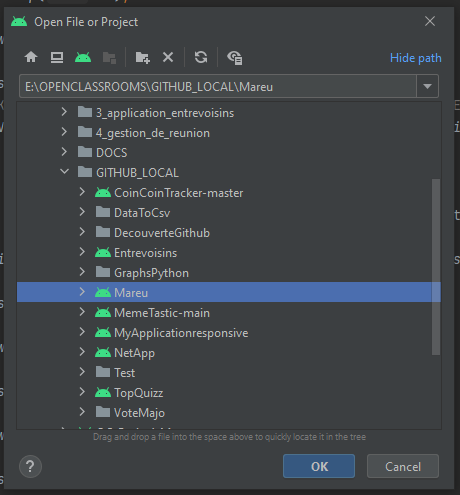 Open File or Project
Hide path
E:\OPENCLASSROOMS\GITHUB_LOCAL\Mareu
3_application_entrevoisins
4_gestion_de_reunion
DOCS
GITHUB_LOCAL
CoinCoinTracker-master
DataToCsv
DecouverteGithub
Entrevoisins
GraphsPython
Mareu
MemeTastic-main
MyApplicationresponsive
NetApp
Test
TopQuizz
VoteMajo
Drag and drop a file into the space above to quickly locate it in the tree
?
OK
Cancel